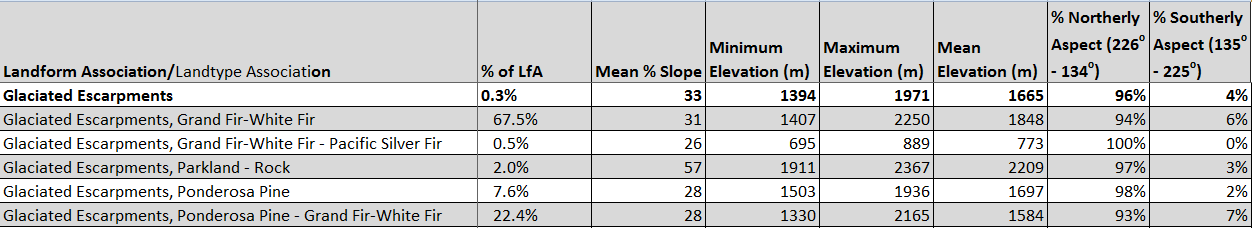 Landform Association/Landtype Association % of LfA Mean % Slope Minimum Elevation (m) Maximum Elevation (m) Mean Elevation (m) % Northerly Aspect (226° - 134°) % Southerly Aspect (135° - 225°)
Glaciated Escarpments 0.3% 33 1394 1971 1665 96% 4%
Glaciated Escarpments, Grand Fir-White Fir 67.5% 31 1407 2250 1848 94% 6%
Glaciated Escarpments, Grand Fir-White Fir - Pacific Silver Fir 0.5% 26 695 889 773 100% 0%
Glaciated Escarpments, Parkland - Rock 2.0% 57 1911 2367 2209 97% 3%
Glaciated Escarpments, Ponderosa Pine 7.6% 28 1503 1936 1697 98% 2%
Glaciated Escarpments, Ponderosa Pine - Grand Fir-White Fir 22.4% 28 1330 2165 1584 93% 7%